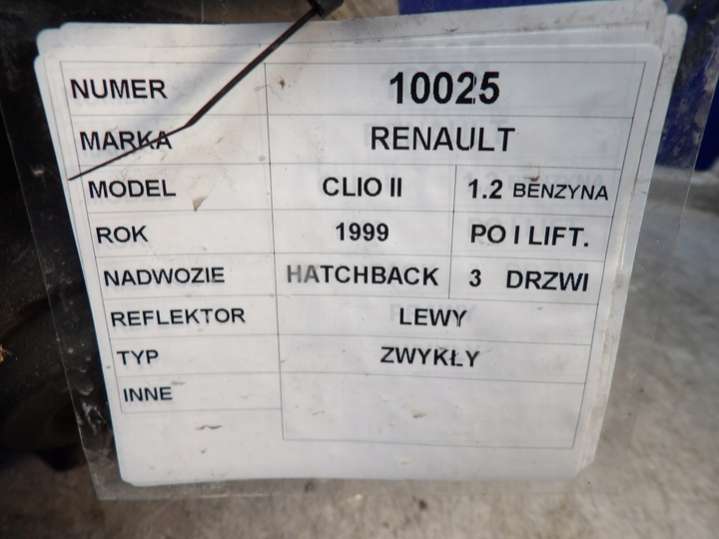 NUMER 10025
MARKA RENAULT
MODEL CLIO II 1.2 BENZYNA
ROK 1999 PO I LIFT.
NADWOZIE HATCHBACK 3 DRZWI
REFLEKTOR LEWY
TYP ZWYKŁY
INNE